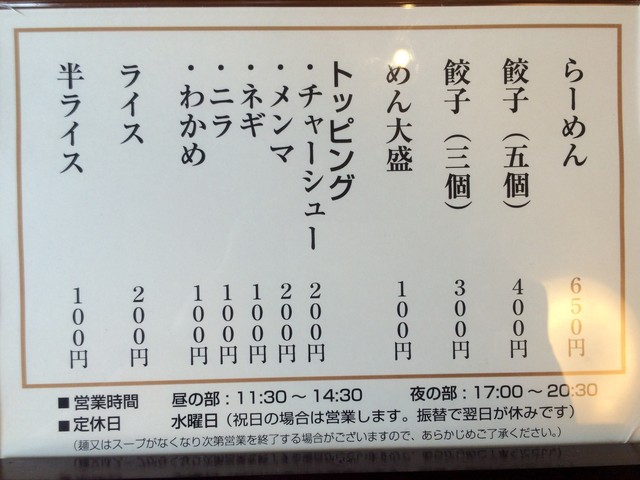 らーめん 650円
餃子（五個） 400円
餃子（三個） 300円
めん大盛 100円
トッピング
・チャーシュー 200円
・メンマ 200円
・ネギ 100円
・ニラ 100円
・わかめ 100円
ライス 200円
半ライス 100円
■営業時間 昼の部：11:30～14:30 夜の部：17:00～20:30
■定休日 水曜日（祝日の場合は営業します。振替で翌日が休みです）
（麺又はスープがなくなり次第営業を終了する場合がございますので、あらかじめご了承ください。）